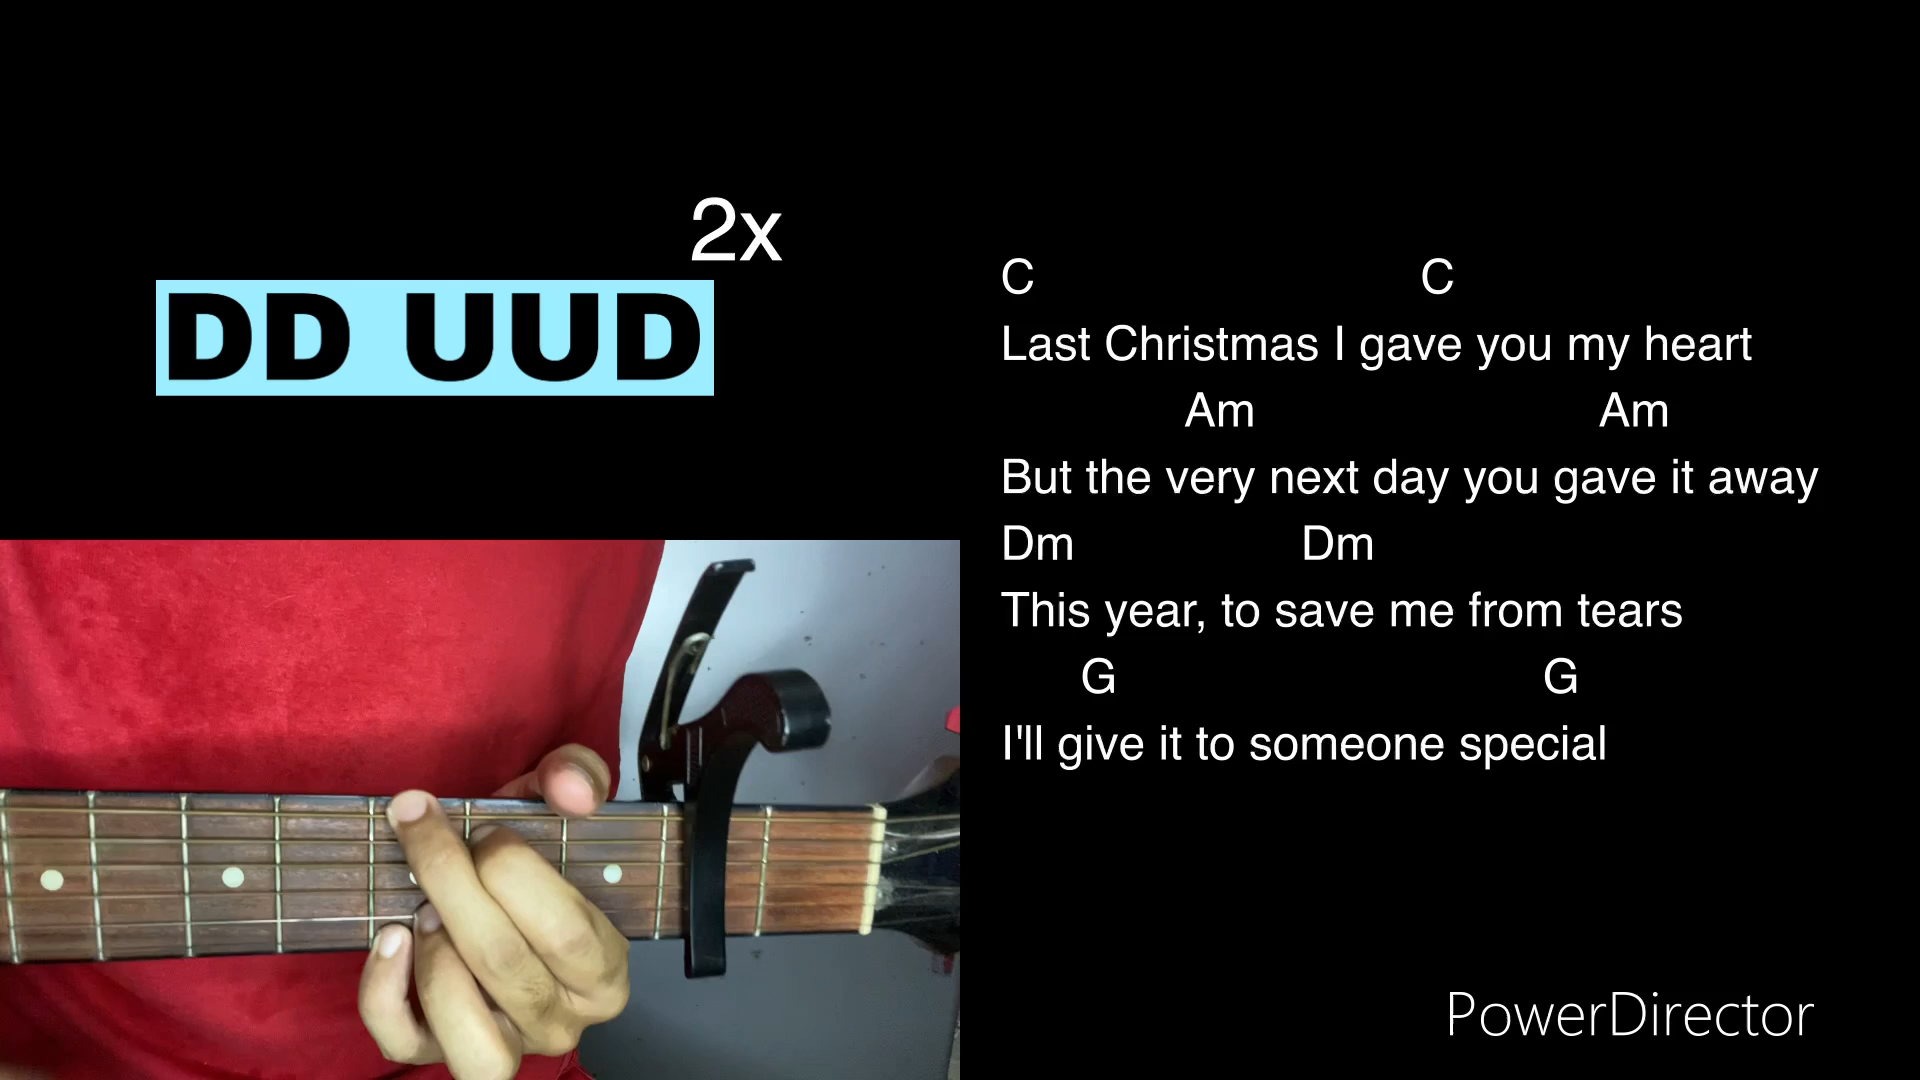 2x
DD UUD
C C
Last Christmas I gave you my heart
Am Am
But the very next day you gave it away
Dm Dm
This year, to save me from tears
G G
I'll give it to someone special
PowerDirector